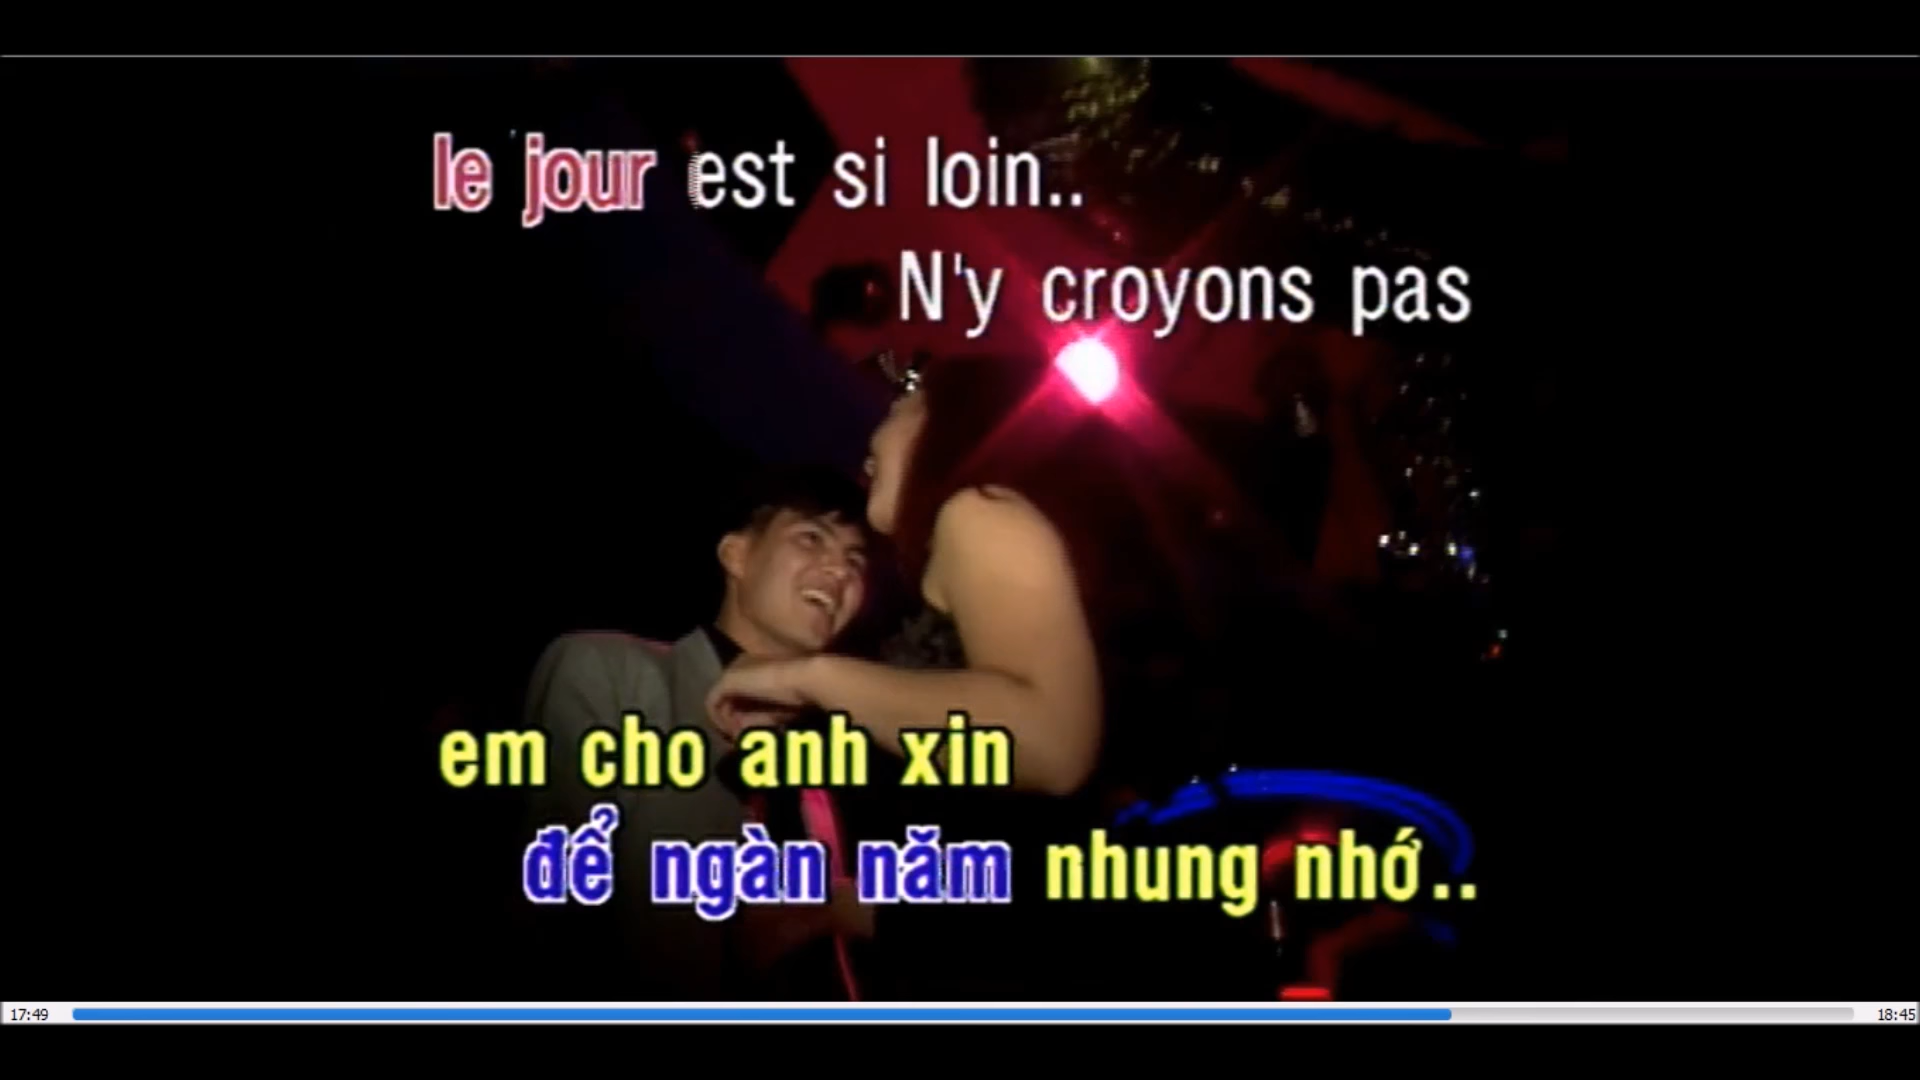 le jour est si loin..
N'y croyons pas
em cho anh xin
để ngàn năm nhung nhớ..
17:49
18:45